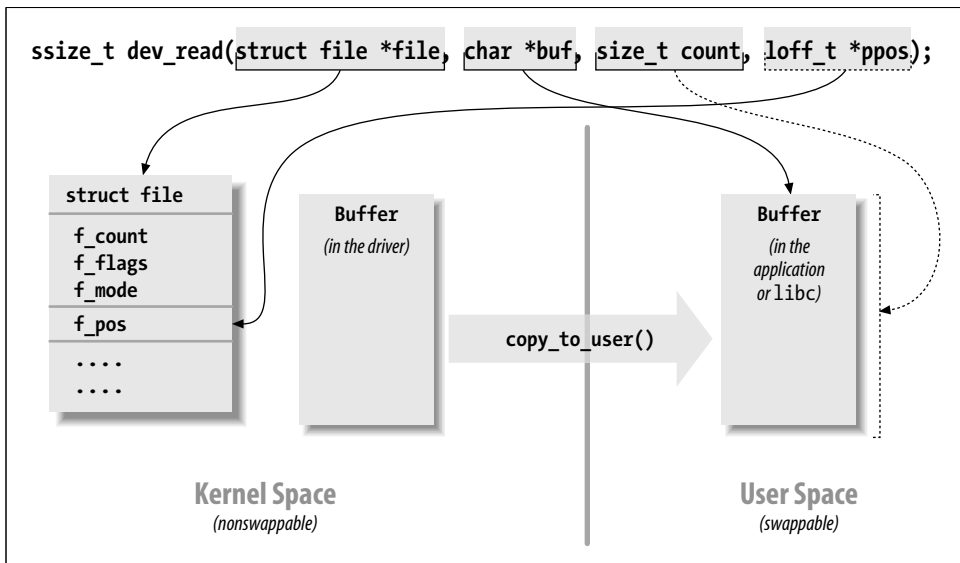 ssize_t dev_read(struct file *file, char *buf, size_t count, loff_t *ppos);
struct file
f_count
f_flags
f_mode
f_pos
....
....
Buffer
(in the driver)
copy_to_user()
Buffer
(in the
application
or libc)
Kernel Space
(nonswappable)
User Space
(swappable)